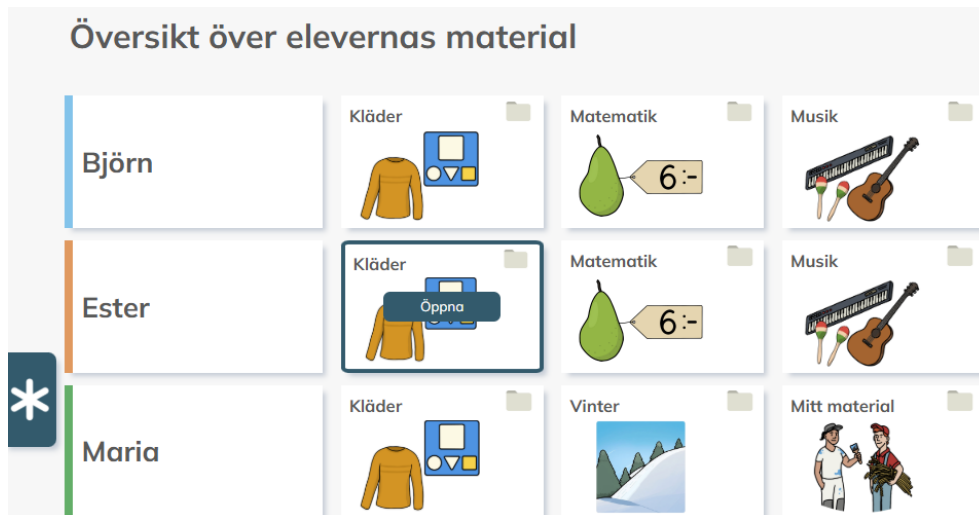 Översikt över elevernas material
Björn
Kläder
Matematik
6:-
Musik
Ester
Kläder
Öppna
Matematik
6:-
Musik
Maria
Kläder
Vinter
Mitt material